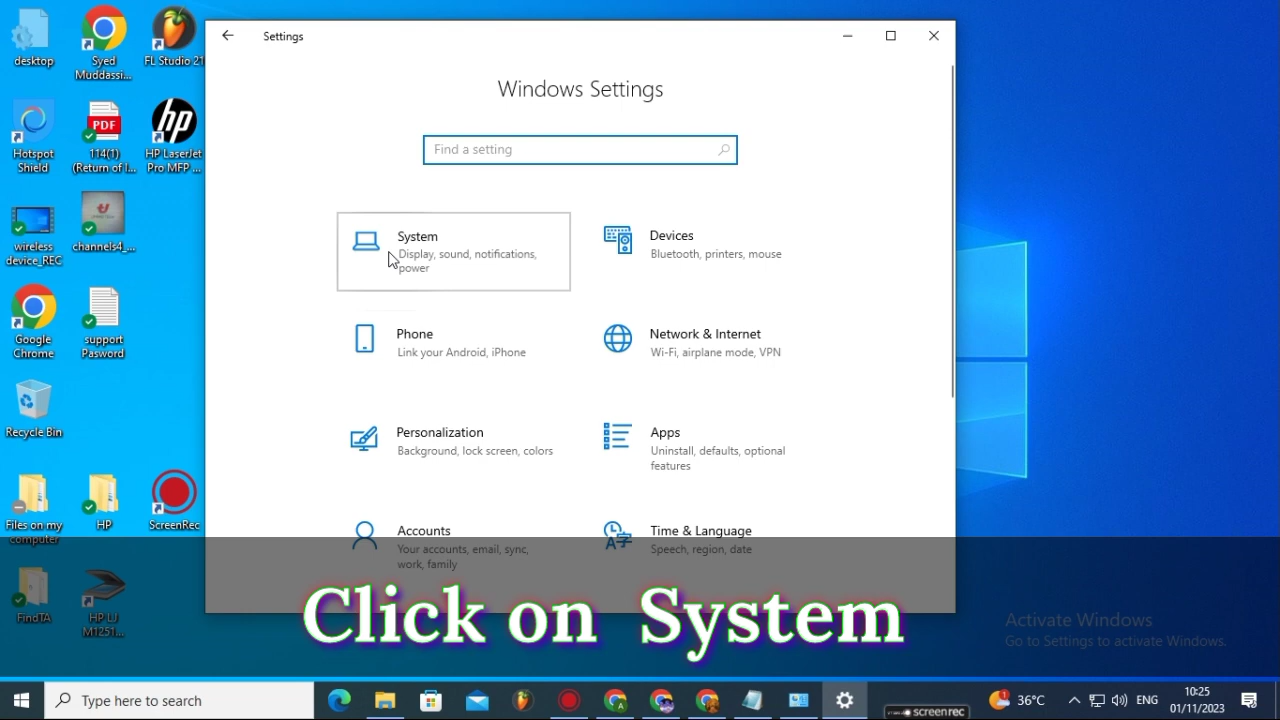 desktop
Syed
Muddassi...
FL Studio 21
Hotspot
Shield
PDF
114(1)
(Return of I...
hp
HP LaserJet
Pro MFP ...
wireless
device_REC
channels4_...
Google
Chrome
support
Pasword
Recycle Bin
Files on my
computer
HP
ScreenRec
FindTA
HP LJ
M1251...
Settings
Windows Settings
Find a setting
System
Display, sound, notifications,
power
Devices
Bluetooth, printers, mouse
Phone
Link your Android, iPhone
Network & Internet
Wi-Fi, airplane mode, VPN
Personalization
Background, lock screen, colors
Apps
Uninstall, defaults, optional
features
Accounts
Your accounts, email, sync,
work, family
Time & Language
Speech, region, date
Click on System
Activate Windows
Go to Settings to activate Windows.
Type here to search
1
36°C
ENG
10:25
01/11/2023
screenrec